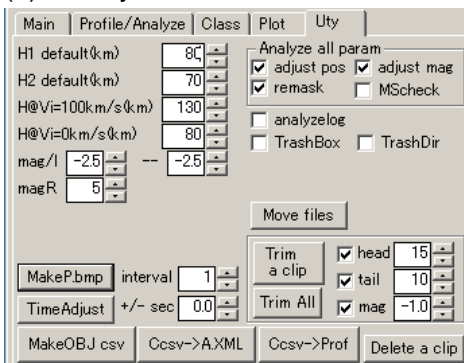 Main Profile/Analyze Class Plot Uty
H1 default(km) 80
H2 default(km) 70
H@Vi=100km/s(km) 130
H@Vi=0km/s(km) 80
mag/l -2.5 -- -2.5
magR 5
Analyze all param
adjust pos adjust mag
remask MScheck
analyzelog
TrashBox TrashDir
Move files
MakeP.bmp interval 1
TimeAdjust +/- sec 0.0
Trim a clip
head 15
tail 10
Trim All mag -1.0
MakeOBJ csv Ccsv->A.XML Ccsv->Prof Delete a clip